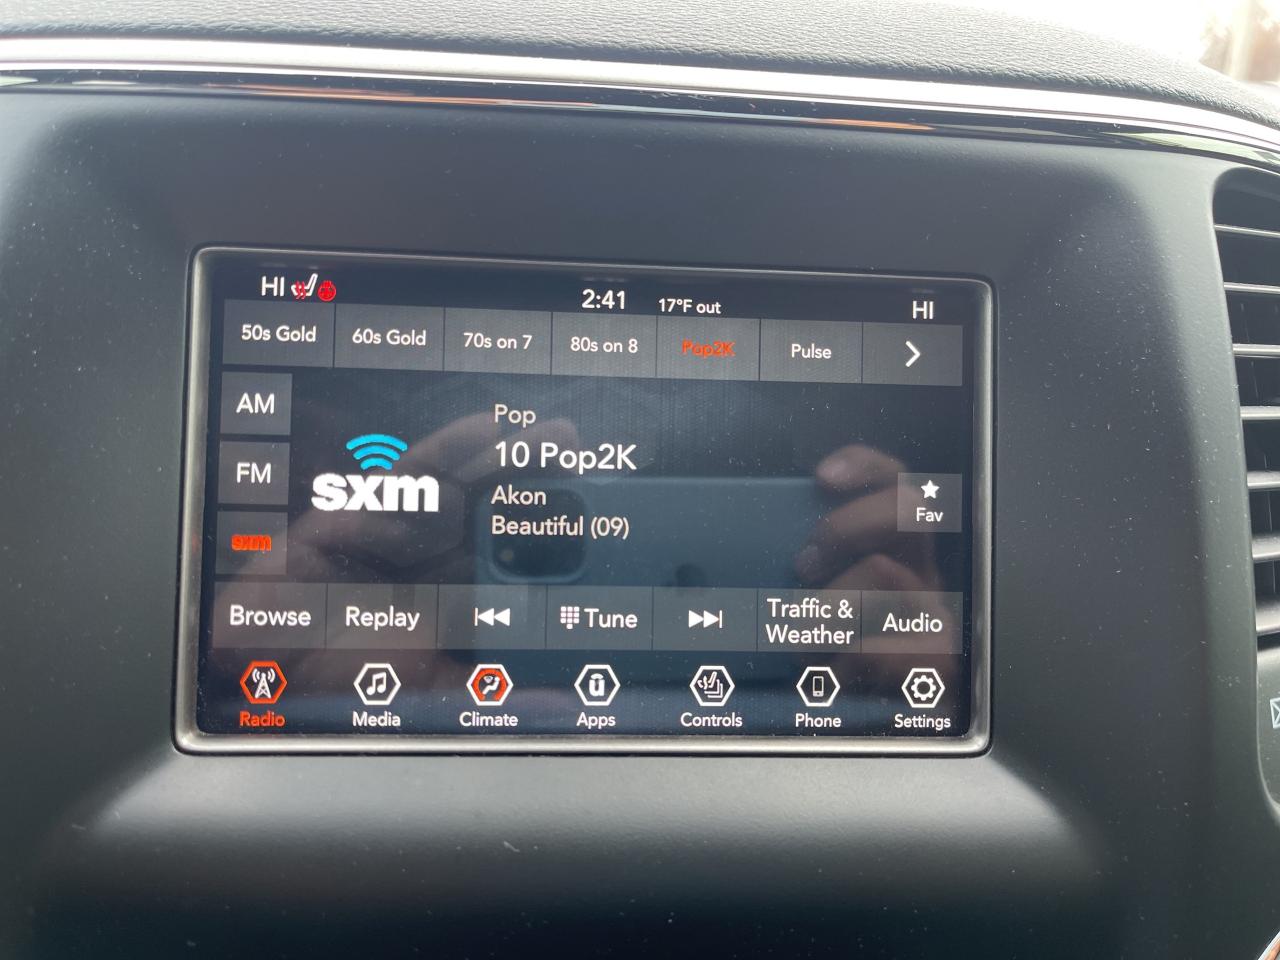 HI 2:41 17°F out HI
50s Gold 60s Gold 70s on 7 80s on 8 Pop2K Pulse
AM
FM
sxm
sxm
Pop
10 Pop2K
Akon
Beautiful (09)
Fav
Browse Replay Tune Traffic & Weather Audio
Radio Media Climate Apps Controls Phone Settings